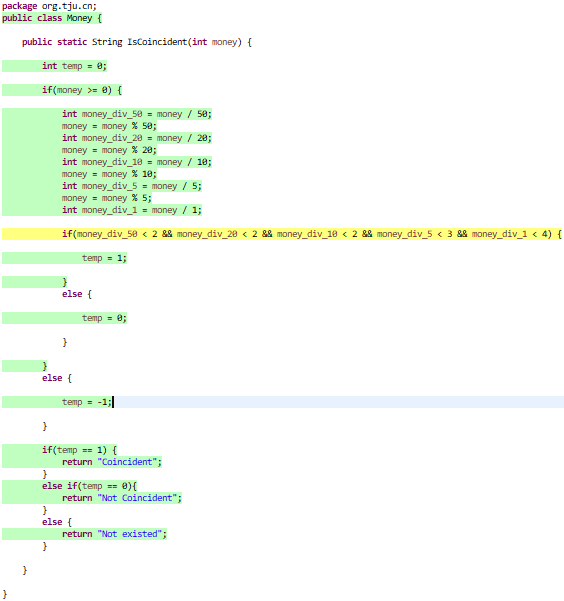 package org.tju.cn;
public class Money {
public static String IsCoincident(int money) {
int temp = 0;
if(money >= 0) {
int money_div_50 = money / 50;
money = money % 50;
int money_div_20 = money / 20;
money = money % 20;
int money_div_10 = money / 10;
money = money % 10;
int money_div_5 = money / 5;
money = money % 5;
int money_div_1 = money / 1;
if(money_div_50 < 2 && money_div_20 < 2 && money_div_10 < 2 && money_div_5 < 3 && money_div_1 < 4) {
temp = 1;
}
else {
temp = 0;
}
}
else {
temp = -1;
}
if(temp == 1) {
return "Coincident";
}
else if(temp == 0){
return "Not Coincident";
}
else {
return "Not existed";
}
}
}